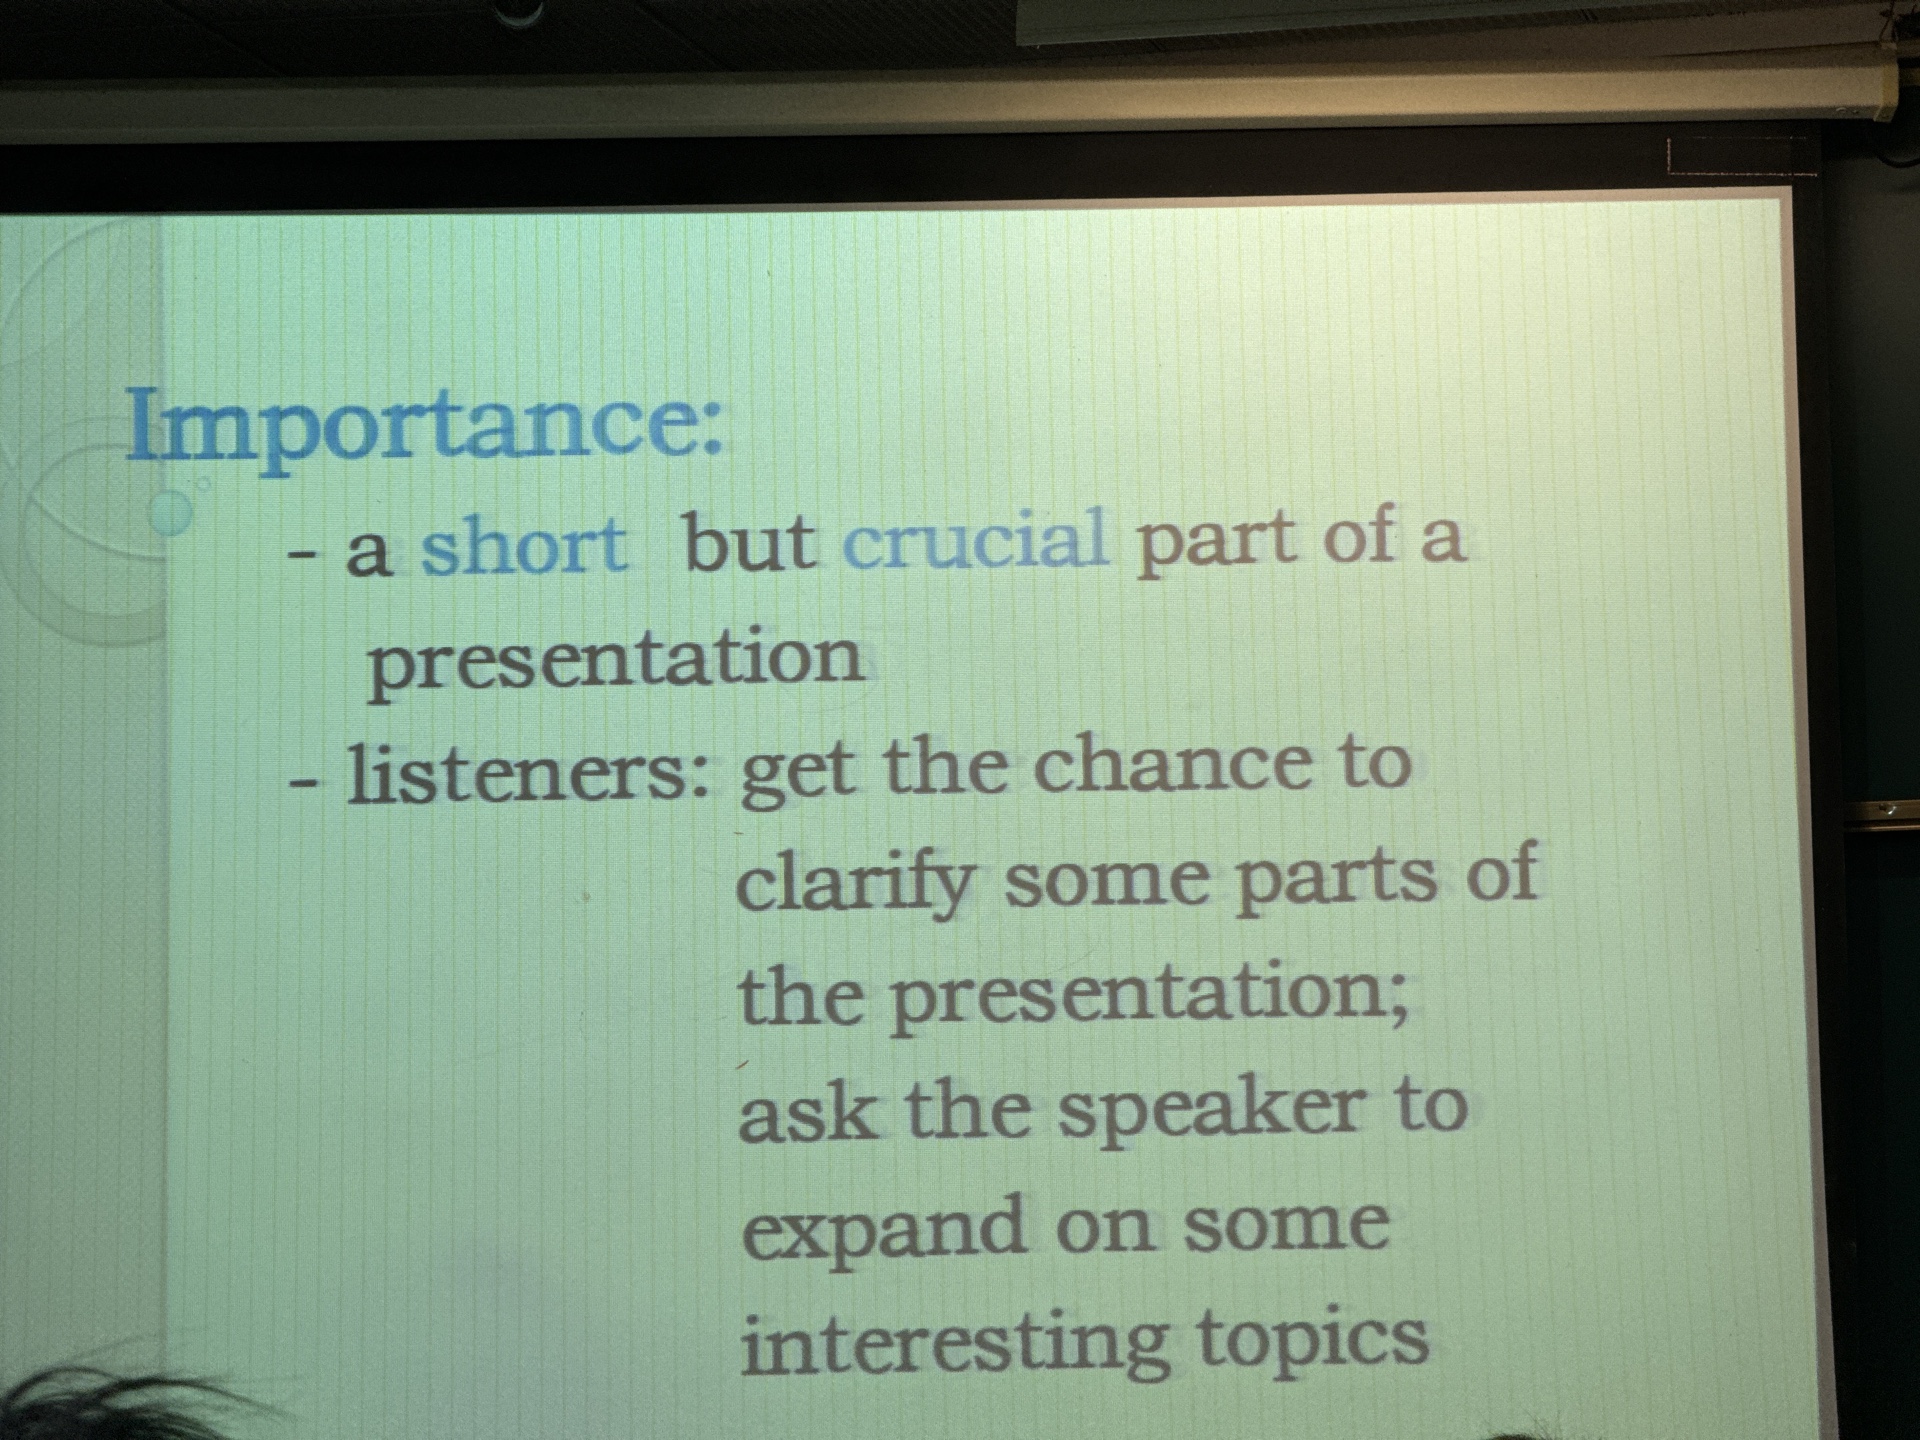 Importance:
- a short but crucial part of a
presentation
- listeners: get the chance to
clarify some parts of
the presentation;
ask the speaker to
expand on some
interesting topics